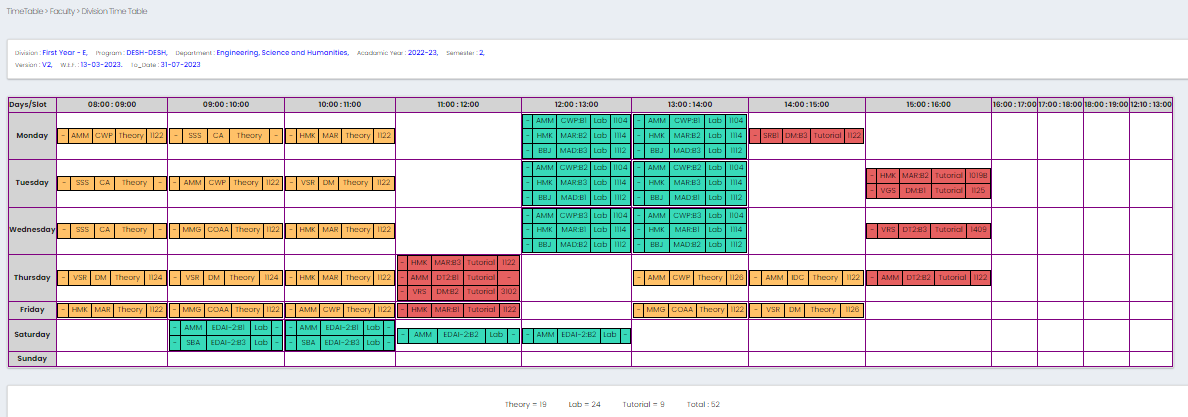 TimeTable > Faculty > Division Time Table
Division : First Year - E, Program : DESH-DESH, Department : Engineering, Science and Humanities, Acadamic Year : 2022-23, Semester : 2,
Version : V2, W.E.F. : 13-03-2023. To_Date : 31-07-2023
Days/Slot 08:00 : 09:00 09:00 : 10:00 10:00 : 11:00 11:00 : 12:00 12:00 : 13:00 13:00 : 14:00 14:00 : 15:00 15:00 : 16:00 16:00 : 17:00 17:00 : 18:00 18:00 : 19:00 12:10 : 13:00
- AMM CWP:B1 Lab 1104 - AMM CWP:B1 Lab 1104
Monday - AMM CWP Theory 1122 - SSS CA Theory - - HMK MAR Theory 1122 - HMK MAR:B2 Lab 1114 - HMK MAR:B2 Lab 1114 - SRB1 DM:B3 Tutorial 1122
- BBJ MAD:B3 Lab 1112 - BBJ MAD:B3 Lab 1112
- AMM CWP:B2 Lab 1104 - AMM CWP:B2 Lab 1104 - HMK MAR:B2 Tutorial 1019B
Tuesday - SSS CA Theory - - AMM CWP Theory 1122 - VSR DM Theory 1122 - HMK MAR:B3 Lab 1114 - HMK MAR:B3 Lab 1114
- BBJ MAD:B1 Lab 1112 - BBJ MAD:B1 Lab 1112 - VGS DM:B1 Tutorial 1125
- AMM CWP:B3 Lab 1104 - AMM CWP:B3 Lab 1104
Wednesday - SSS CA Theory - - MMG COAA Theory 1122 - HMK MAR Theory 1122 - HMK MAR:B1 Lab 1114 - HMK MAR:B1 Lab 1114 - VRS DT2:B3 Tutorial 1409
- BBJ MAD:B2 Lab 1112 - BBJ MAD:B2 Lab 1112
- HMK MAR:B3 Tutorial 1122
Thursday - VSR DM Theory 1124 - VSR DM Theory 1124 - HMK MAR Theory 1122 - AMM DT2:B1 Tutorial - - AMM CWP Theory 1126 - AMM IDC Theory 1122 - AMM DT2:B2 Tutorial 1122
- VRS DM:B2 Tutorial 3102
Friday - HMK MAR Theory 1122 - MMG COAA Theory 1122 - AMM CWP Theory 1122 - HMK MAR:B1 Tutorial 1122 - MMG COAA Theory 1122 - VSR DM Theory 1126
- AMM EDAI-2:B1 Lab - - AMM EDAI-2:B1 Lab -
Saturday - AMM EDAI-2:B2 Lab - - AMM EDAI-2:B2 Lab -
- SBA EDAI-2:B3 Lab - - SBA EDAI-2:B3 Lab -
Sunday
Theory = 19 Lab = 24 Tutorial = 9 Total : 52